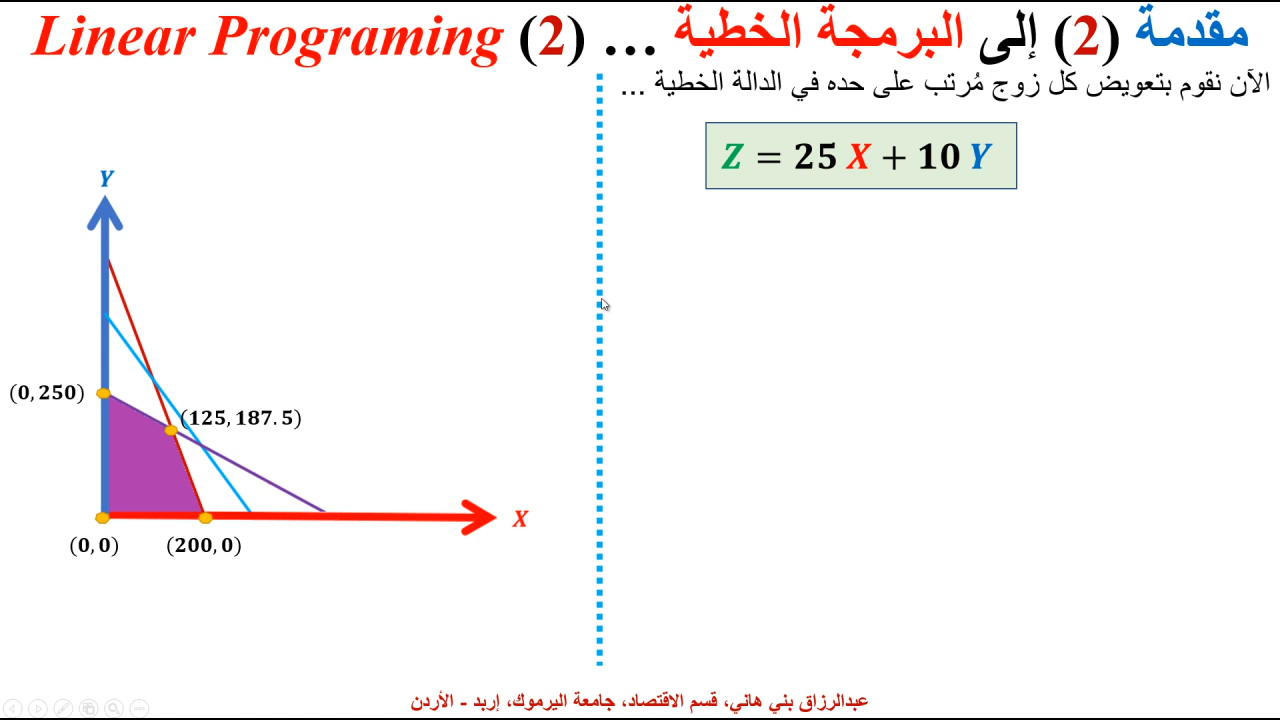 مقدمة (2) إلى البرمجة الخطية ... (2) Linear Programing
الآن نقوم بتعويض كل زوج مُرتب على حده في الدالة الخطية ...
Z = 25 X + 10 Y
Y
(0, 250)
(125, 187.5)
X
(0, 0)
(200, 0)
عبدالرزاق بني هاني، قسم الاقتصاد، جامعة اليرموك، إربد - الأردن